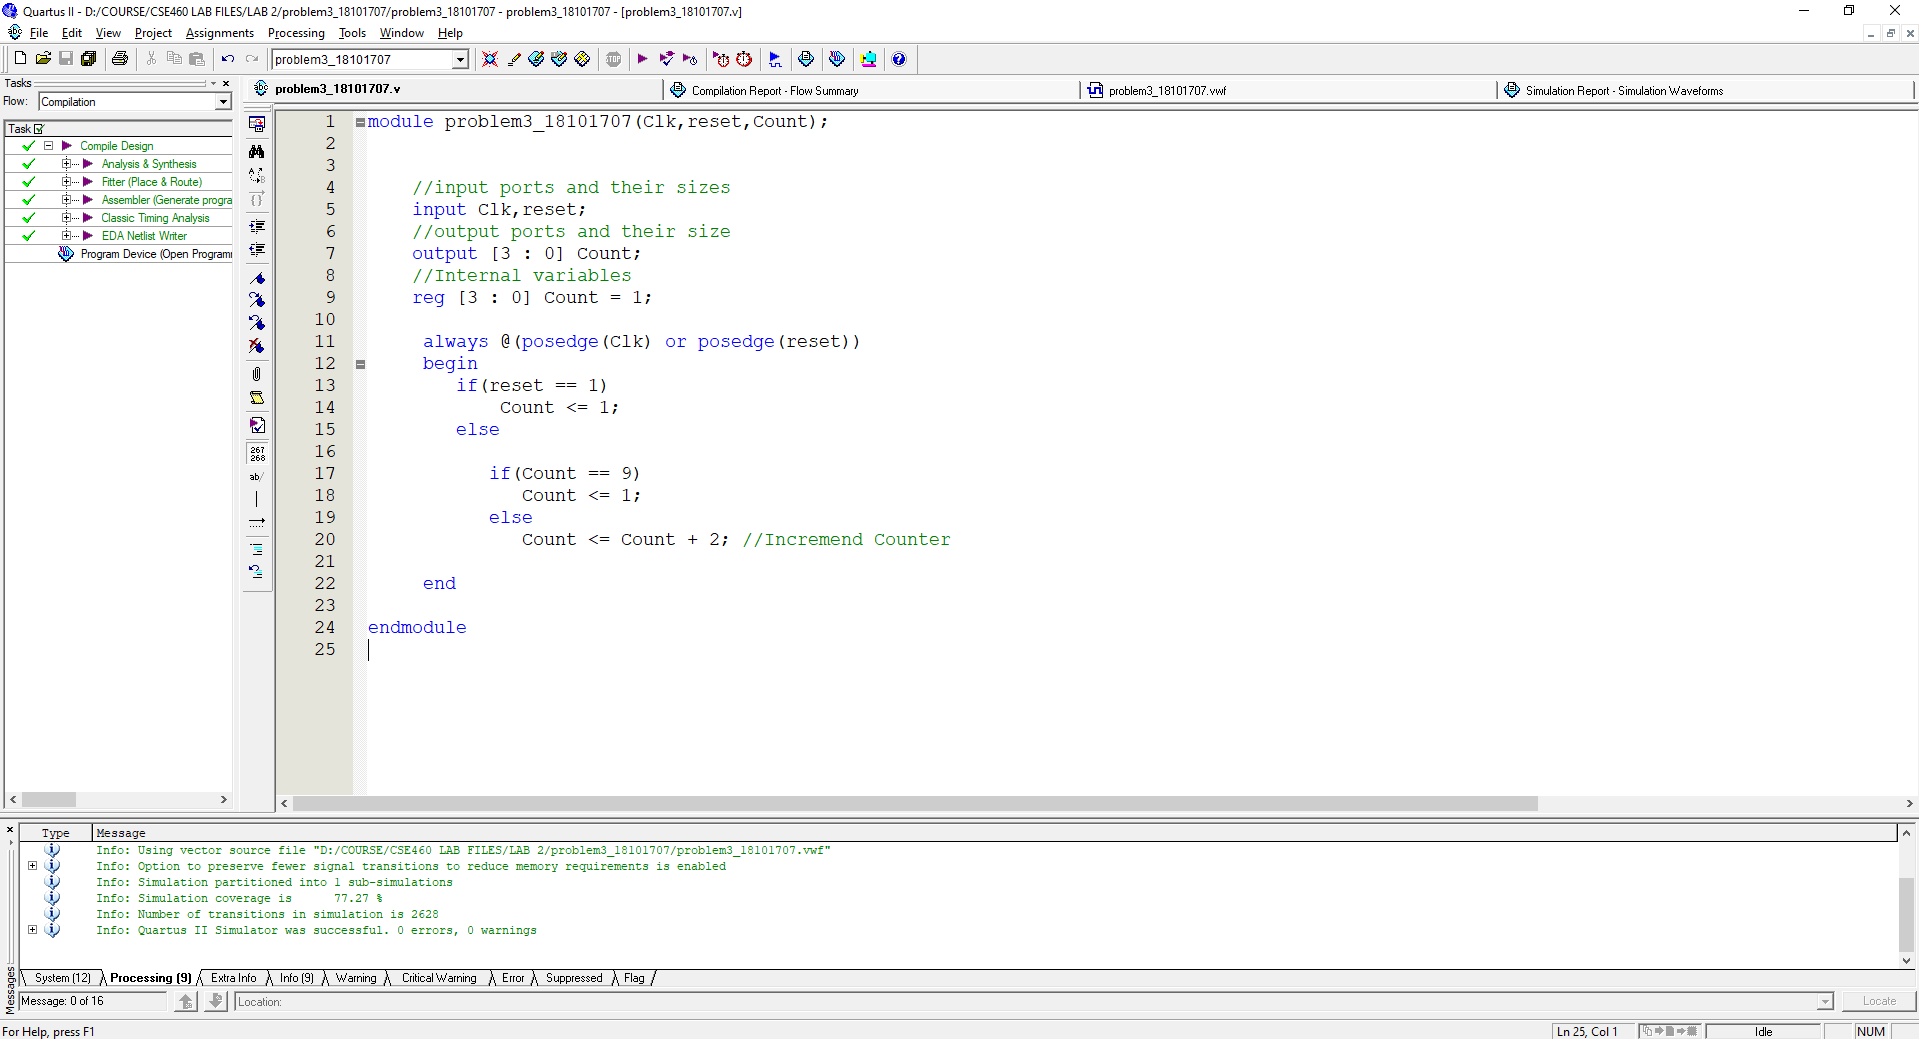 Quartus II - D:/COURSE/CSE460 LAB FILES/LAB 2/problem3_18101707/problem3_18101707 - problem3_18101707 - [problem3_18101707.v]
File Edit View Project Assignments Processing Tools Window Help
problem3_18101707
Tasks
Flow: Compilation
Task
Compile Design
Analysis & Synthesis
Fitter (Place & Route)
Assembler (Generate progra
Classic Timing Analysis
EDA Netlist Writer
Program Device (Open Program
problem3_18101707.v
Compilation Report - Flow Summary
problem3_18101707.vwf
Simulation Report - Simulation Waveforms
267
268
ab/
1 module problem3_18101707(Clk,reset,Count);
2
3
4 //input ports and their sizes
5 input Clk,reset;
6 //output ports and their size
7 output [3 : 0] Count;
8 //Internal variables
9 reg [3 : 0] Count = 1;
10
11 always @(posedge(Clk) or posedge(reset))
12 begin
13 if(reset == 1)
14 Count <= 1;
15 else
16
17 if(Count == 9)
18 Count <= 1;
19 else
20 Count <= Count + 2; //Incremend Counter
21
22 end
23
24 endmodule
25
Type Message
Info: Using vector source file "D:/COURSE/CSE460 LAB FILES/LAB 2/problem3_18101707/problem3_18101707.vwf"
Info: Option to preserve fewer signal transitions to reduce memory requirements is enabled
Info: Simulation partitioned into 1 sub-simulations
Info: Simulation coverage is 77.27 %
Info: Number of transitions in simulation is 2628
Info: Quartus II Simulator was successful. 0 errors, 0 warnings
System (12) Processing (9) Extra Info Info (9) Warning Critical Warning Error Suppressed Flag
Messages
Message: 0 of 16 Location: Locate
For Help, press F1 Ln 25, Col 1 Idle NUM